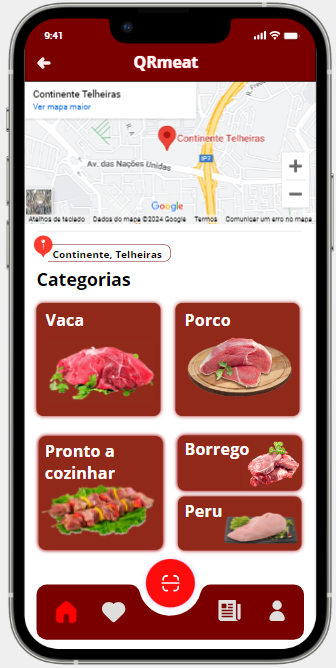 9:41
QRmeat
Continente Telheiras
Ver mapa maior
Continente Telheiras
Av. das Nações Unidas
IP7
+
−
Google
Atalhos de teclado Dados do mapa ©2024 Google Termos Comunicar um erro no mapa
Continente, Telheiras
Categorias
Vaca
Porco
Pronto a
cozinhar
Borrego
Peru